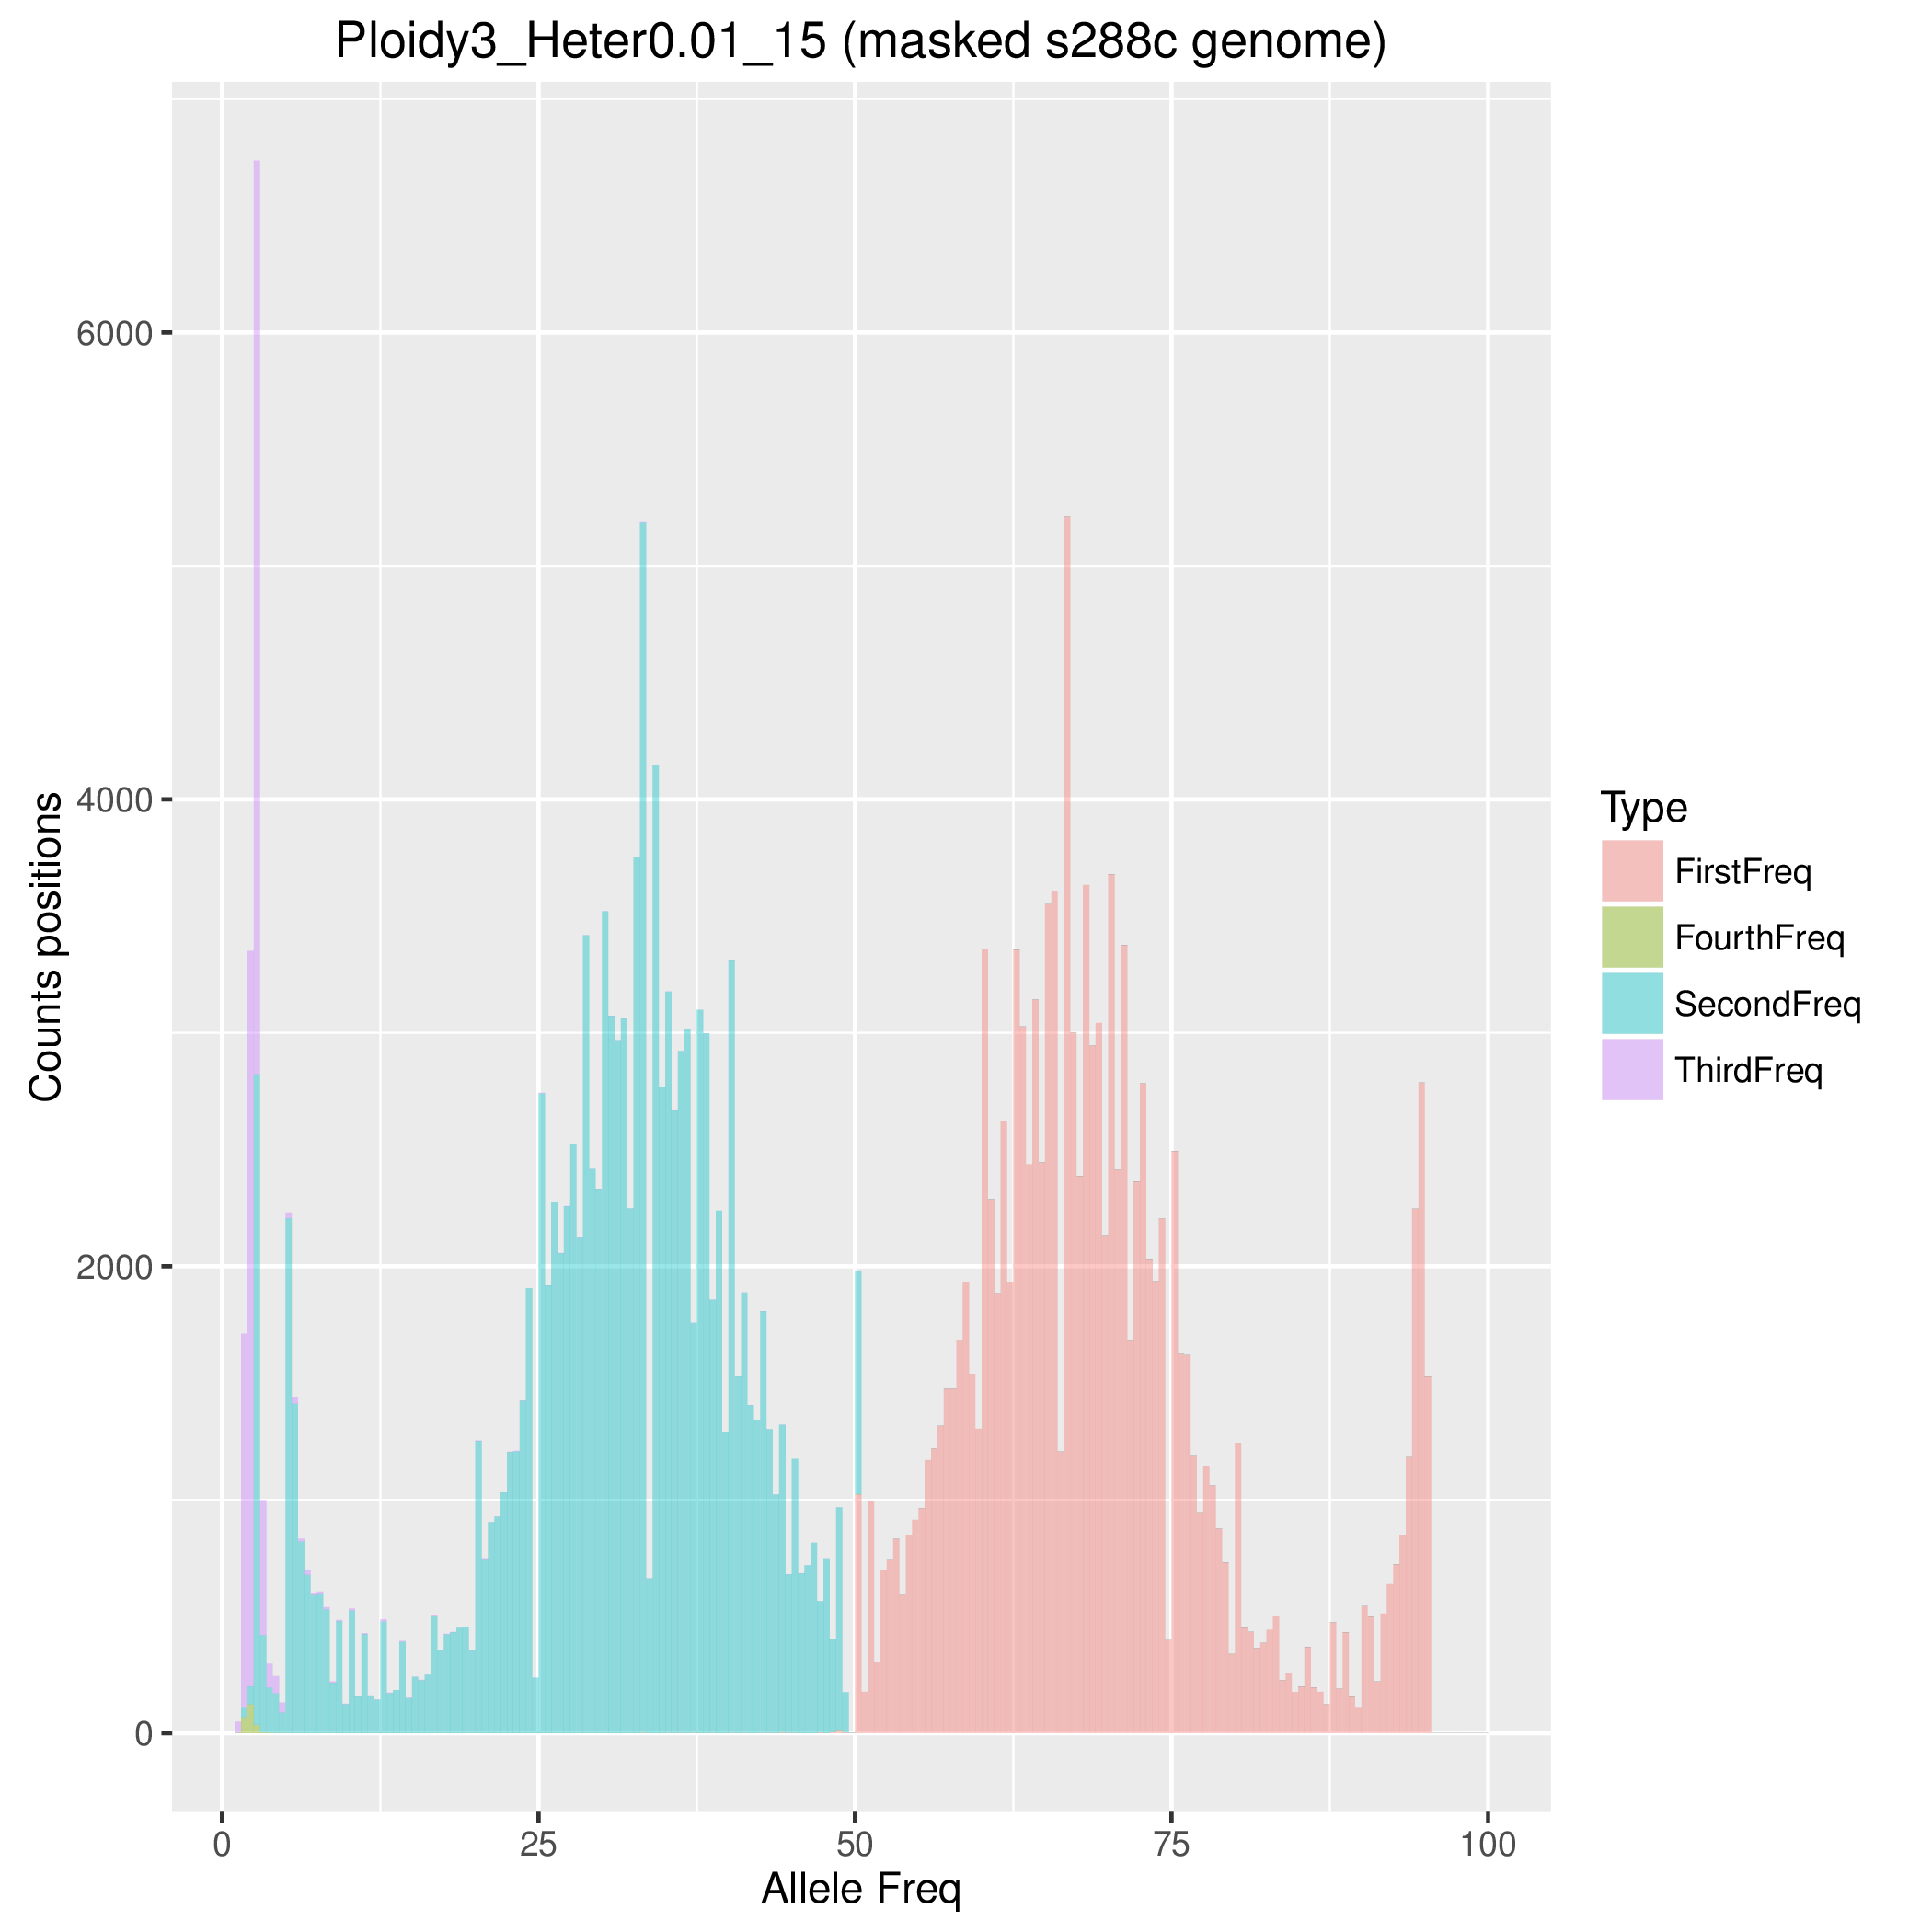 Ploidy3_Heter0.01_15 (masked s288c genome)
Counts positions
6000
4000
2000
0
0 25 50 75 100
Allele Freq
Type
FirstFreq
FourthFreq
SecondFreq
ThirdFreq